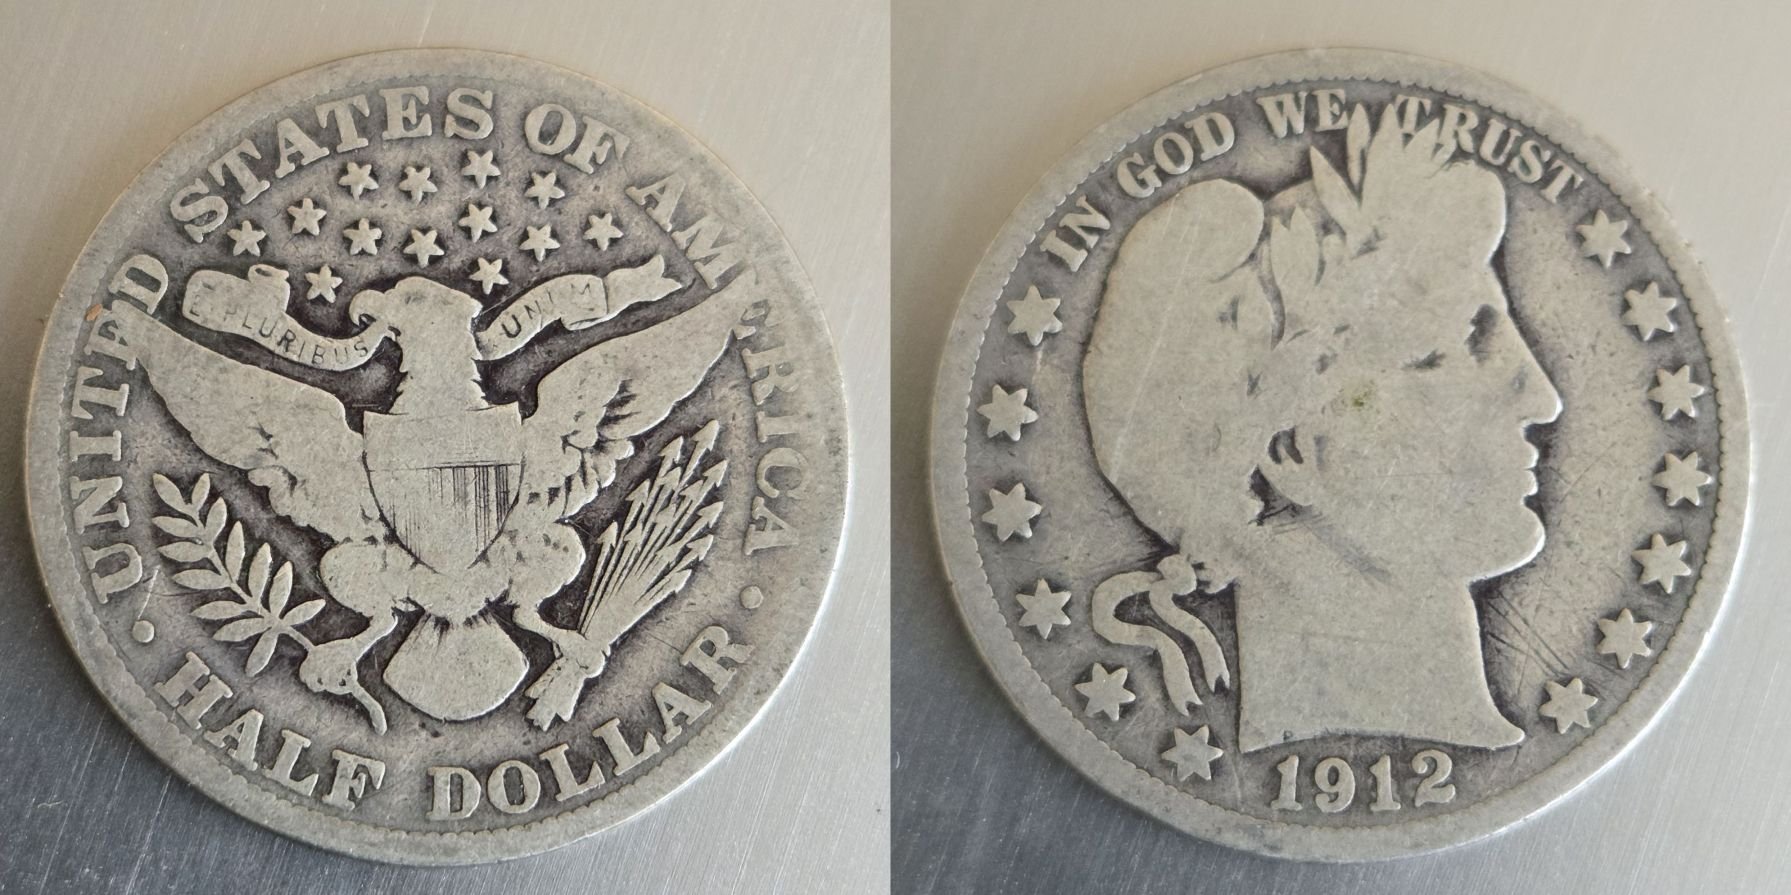 UNITED STATES OF AMERICA
E PLURIBUS UNUM
HALF DOLLAR
IN GOD WE TRUST
1912